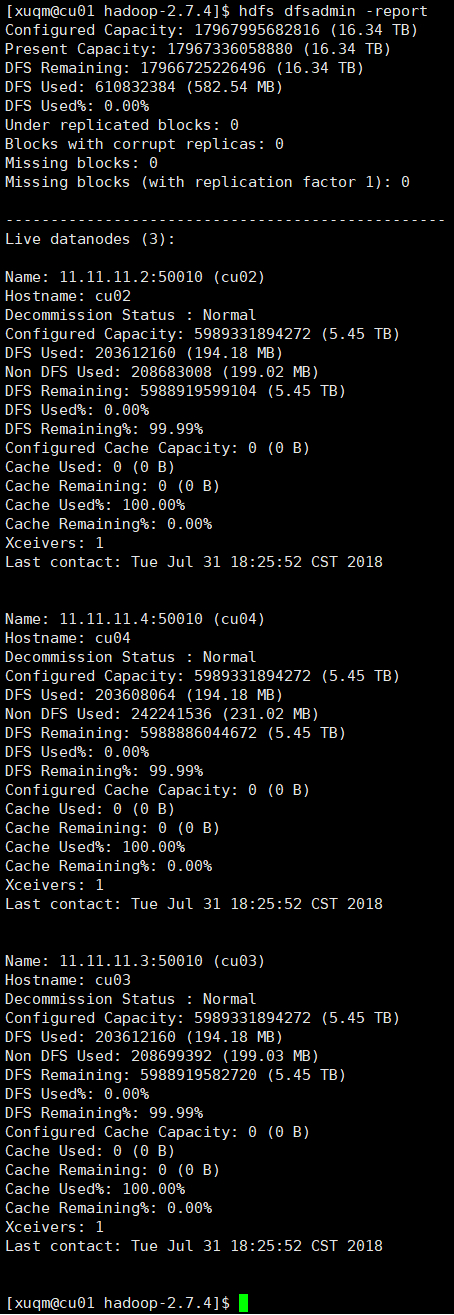 [xuqm@cu01 hadoop-2.7.4]$ hdfs dfsadmin -report
Configured Capacity: 17967995682816 (16.34 TB)
Present Capacity: 17967336058880 (16.34 TB)
DFS Remaining: 17966725226496 (16.34 TB)
DFS Used: 610832384 (582.54 MB)
DFS Used%: 0.00%
Under replicated blocks: 0
Blocks with corrupt replicas: 0
Missing blocks: 0
Missing blocks (with replication factor 1): 0

-------------------------------------------------
Live datanodes (3):

Name: 11.11.11.2:50010 (cu02)
Hostname: cu02
Decommission Status : Normal
Configured Capacity: 5989331894272 (5.45 TB)
DFS Used: 203612160 (194.18 MB)
Non DFS Used: 208683008 (199.02 MB)
DFS Remaining: 5988919599104 (5.45 TB)
DFS Used%: 0.00%
DFS Remaining%: 99.99%
Configured Cache Capacity: 0 (0 B)
Cache Used: 0 (0 B)
Cache Remaining: 0 (0 B)
Cache Used%: 100.00%
Cache Remaining%: 0.00%
Xceivers: 1
Last contact: Tue Jul 31 18:25:52 CST 2018


Name: 11.11.11.4:50010 (cu04)
Hostname: cu04
Decommission Status : Normal
Configured Capacity: 5989331894272 (5.45 TB)
DFS Used: 203608064 (194.18 MB)
Non DFS Used: 242241536 (231.02 MB)
DFS Remaining: 5988886044672 (5.45 TB)
DFS Used%: 0.00%
DFS Remaining%: 99.99%
Configured Cache Capacity: 0 (0 B)
Cache Used: 0 (0 B)
Cache Remaining: 0 (0 B)
Cache Used%: 100.00%
Cache Remaining%: 0.00%
Xceivers: 1
Last contact: Tue Jul 31 18:25:52 CST 2018


Name: 11.11.11.3:50010 (cu03)
Hostname: cu03
Decommission Status : Normal
Configured Capacity: 5989331894272 (5.45 TB)
DFS Used: 203612160 (194.18 MB)
Non DFS Used: 208699392 (199.03 MB)
DFS Remaining: 5988919582720 (5.45 TB)
DFS Used%: 0.00%
DFS Remaining%: 99.99%
Configured Cache Capacity: 0 (0 B)
Cache Used: 0 (0 B)
Cache Remaining: 0 (0 B)
Cache Used%: 100.00%
Cache Remaining%: 0.00%
Xceivers: 1
Last contact: Tue Jul 31 18:25:52 CST 2018


[xuqm@cu01 hadoop-2.7.4]$